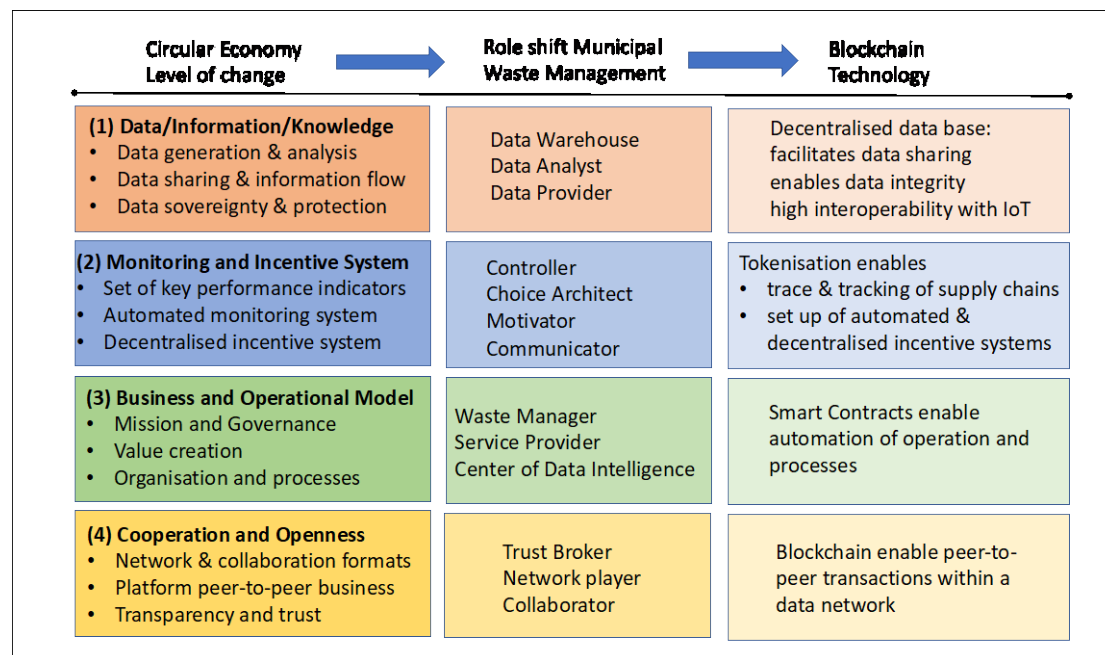 Circular Economy
Level of change
Role shift Municipal
Waste Management
Blockchain
Technology
(1) Data/Information/Knowledge
• Data generation & analysis
• Data sharing & information flow
• Data sovereignty & protection
Data Warehouse
Data Analyst
Data Provider
Decentralised data base:
facilitates data sharing
enables data integrity
high interoperability with IoT
(2) Monitoring and Incentive System
• Set of key performance indicators
• Automated monitoring system
• Decentralised incentive system
Controller
Choice Architect
Motivator
Communicator
Tokenisation enables
• trace & tracking of supply chains
• set up of automated &
decentralised incentive systems
(3) Business and Operational Model
• Mission and Governance
• Value creation
• Organisation and processes
Waste Manager
Service Provider
Center of Data Intelligence
Smart Contracts enable
automation of operation and
processes
(4) Cooperation and Openness
• Network & collaboration formats
• Platform peer-to-peer business
• Transparency and trust
Trust Broker
Network player
Collaborator
Blockchain enable peer-to-
peer transactions within a
data network